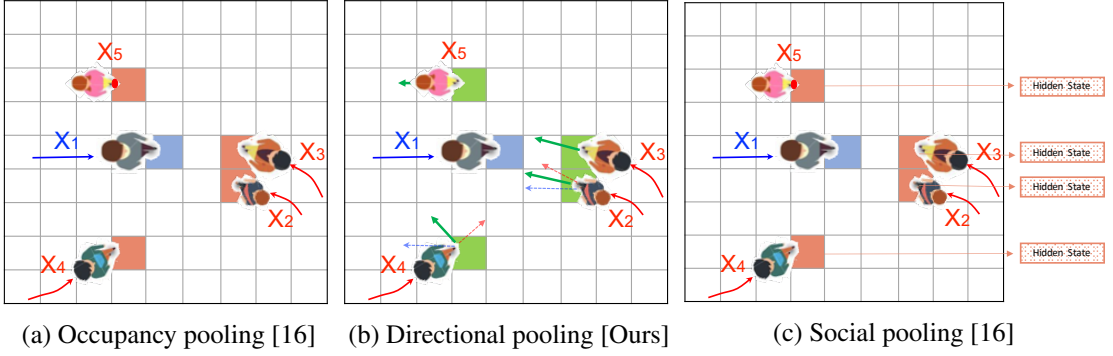 X5
X1
X3
X2
X4
(a) Occupancy pooling [16]
X5
X1
X3
X2
X4
(b) Directional pooling [Ours]
X5
X1
X3
X2
X4
Hidden State
Hidden State
Hidden State
Hidden State
(c) Social pooling [16]